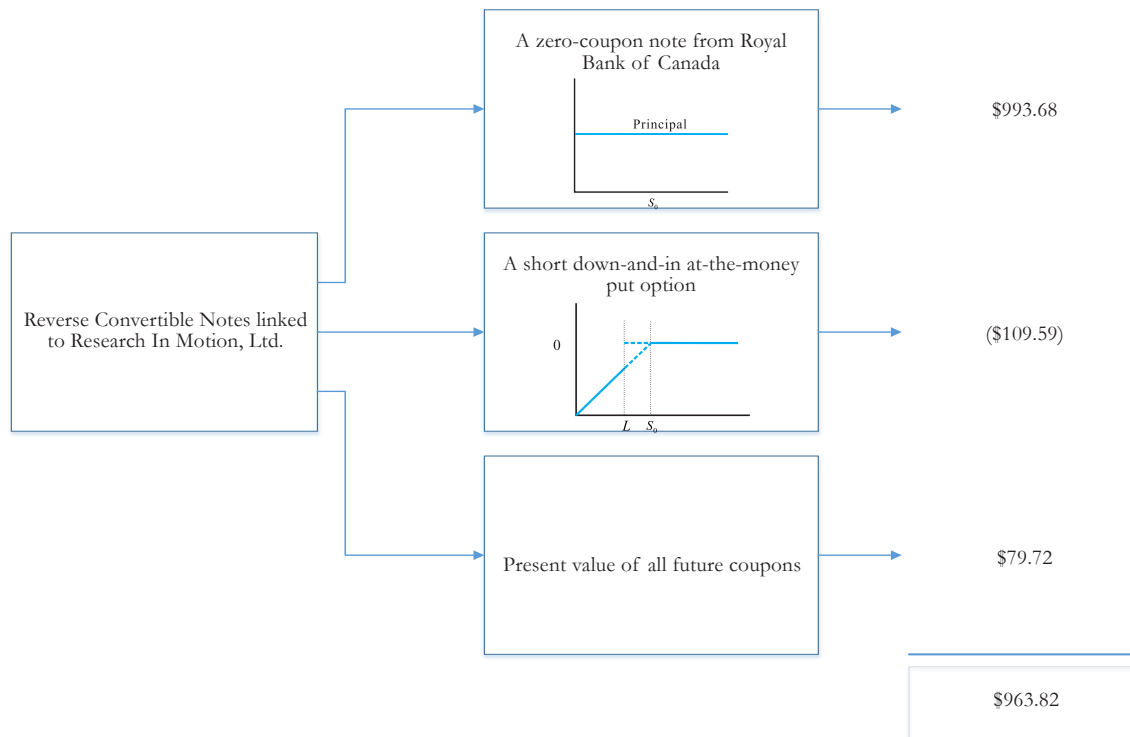 A zero-coupon note from Royal
Bank of Canada
Principal
S₀
$993.68
Reverse Convertible Notes linked
to Research In Motion, Ltd.
A short down-and-in at-the-money
put option
0
L S₀
($109.59)
Present value of all future coupons
$79.72
$963.82